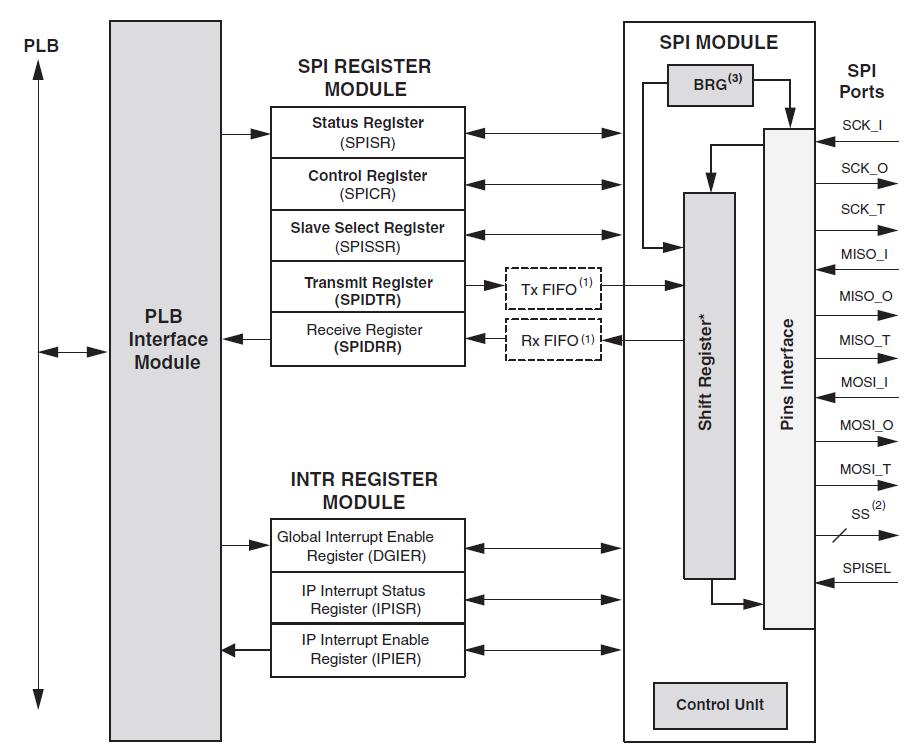 PLB
PLB
Interface
Module
SPI REGISTER
MODULE
Status Register
(SPISR)
Control Register
(SPICR)
Slave Select Register
(SPISSR)
Transmit Register
(SPIDTR)
Receive Register
(SPIDRR)
Tx FIFO (1)
Rx FIFO (1)
INTR REGISTER
MODULE
Global Interrupt Enable
Register (DGIER)
IP Interrupt Status
Register (IPISR)
IP Interrupt Enable
Register (IPIER)
SPI MODULE
BRG(3)
Shift Register*
Pins Interface
Control Unit
SPI
Ports
SCK_I
SCK_O
SCK_T
MISO_I
MISO_O
MISO_T
MOSI_I
MOSI_O
MOSI_T
SS (2)
SPISEL